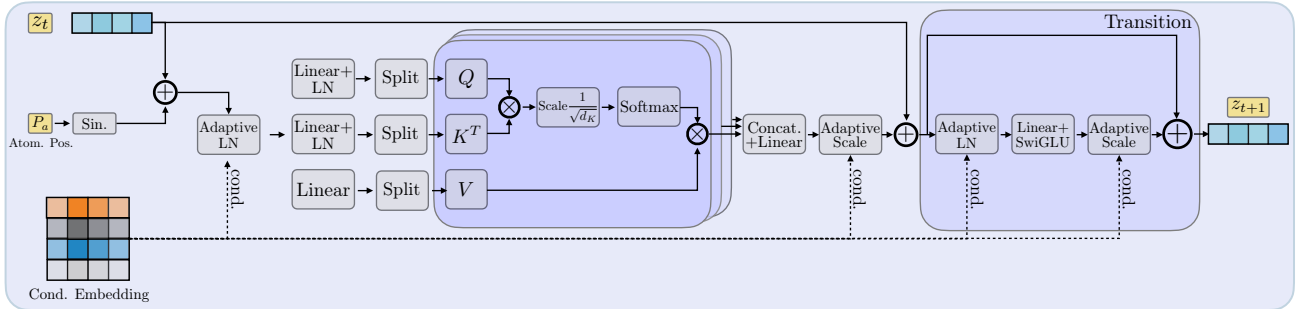 z_t
Transition
Linear+
LN
Split
Q
Scale 1/√d_K
Softmax
z_{t+1}
P_a
Sin.
Atom. Pos.
Adaptive
LN
Linear+
LN
Split
K^T
Concat.
+Linear
Adaptive
Scale
Adaptive
LN
Linear+
SwiGLU
Adaptive
Scale
cond.
Linear
Split
V
cond.
cond.
cond.
Cond. Embedding